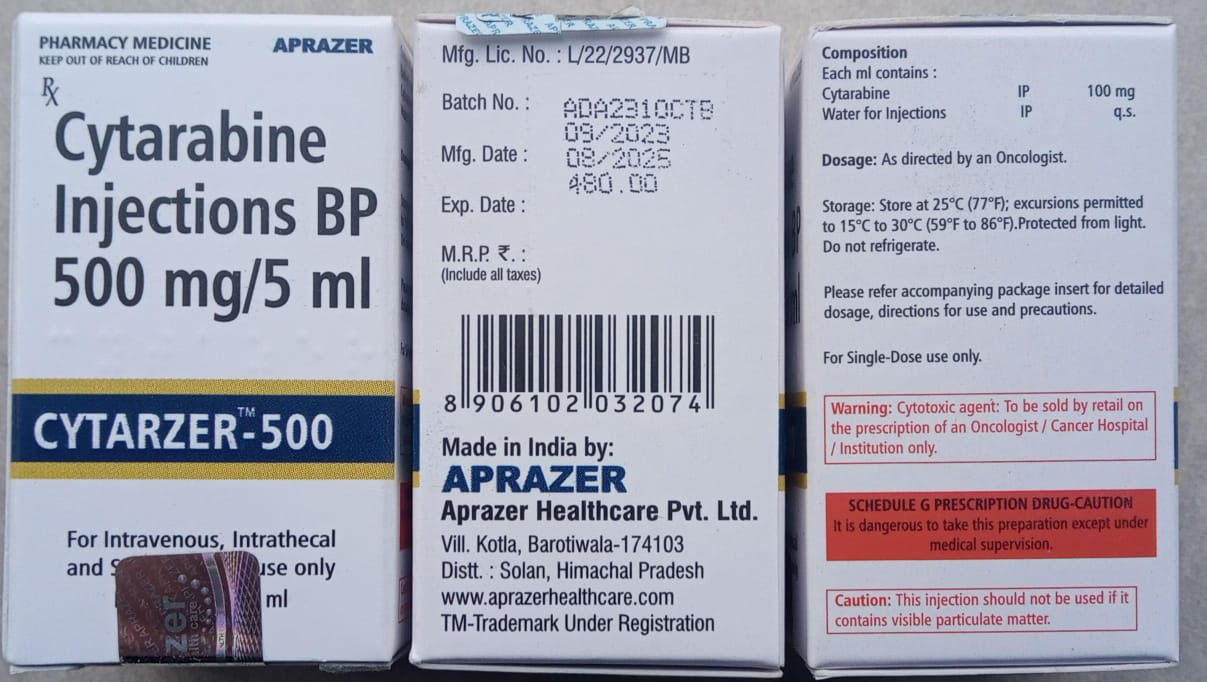 PHARMACY MEDICINE
APRAZER
KEEP OUT OF REACH OF CHILDREN
Rx
Cytarabine
Injections BP
500 mg/5 ml
CYTARZER™-500
For Intravenous, Intrathecal
and use only
ml
Mfg. Lic. No. : L/22/2937/MB
Batch No. : ADA2310CTB
09/2023
Mfg. Date : 08/2025
480.00
Exp. Date :
M.R.P. ₹. :
(Include all taxes)
8 906102 032074
Made in India by:
APRAZER
Aprazer Healthcare Pvt. Ltd.
Vill. Kotla, Barotiwala-174103
Distt. : Solan, Himachal Pradesh
www.aprazerhealthcare.com
TM-Trademark Under Registration
Composition
Each ml contains :
Cytarabine IP 100 mg
Water for Injections IP q.s.
Dosage: As directed by an Oncologist.
Storage: Store at 25°C (77°F); excursions permitted
to 15°C to 30°C (59°F to 86°F).Protected from light.
Do not refrigerate.
Please refer accompanying package insert for detailed
dosage, directions for use and precautions.
For Single-Dose use only.
Warning: Cytotoxic agent: To be sold by retail on
the prescription of an Oncologist / Cancer Hospital
/ Institution only.
SCHEDULE G PRESCRIPTION DRUG-CAUTION
It is dangerous to take this preparation except under
medical supervision.
Caution: This injection should not be used if it
contains visible particulate matter.